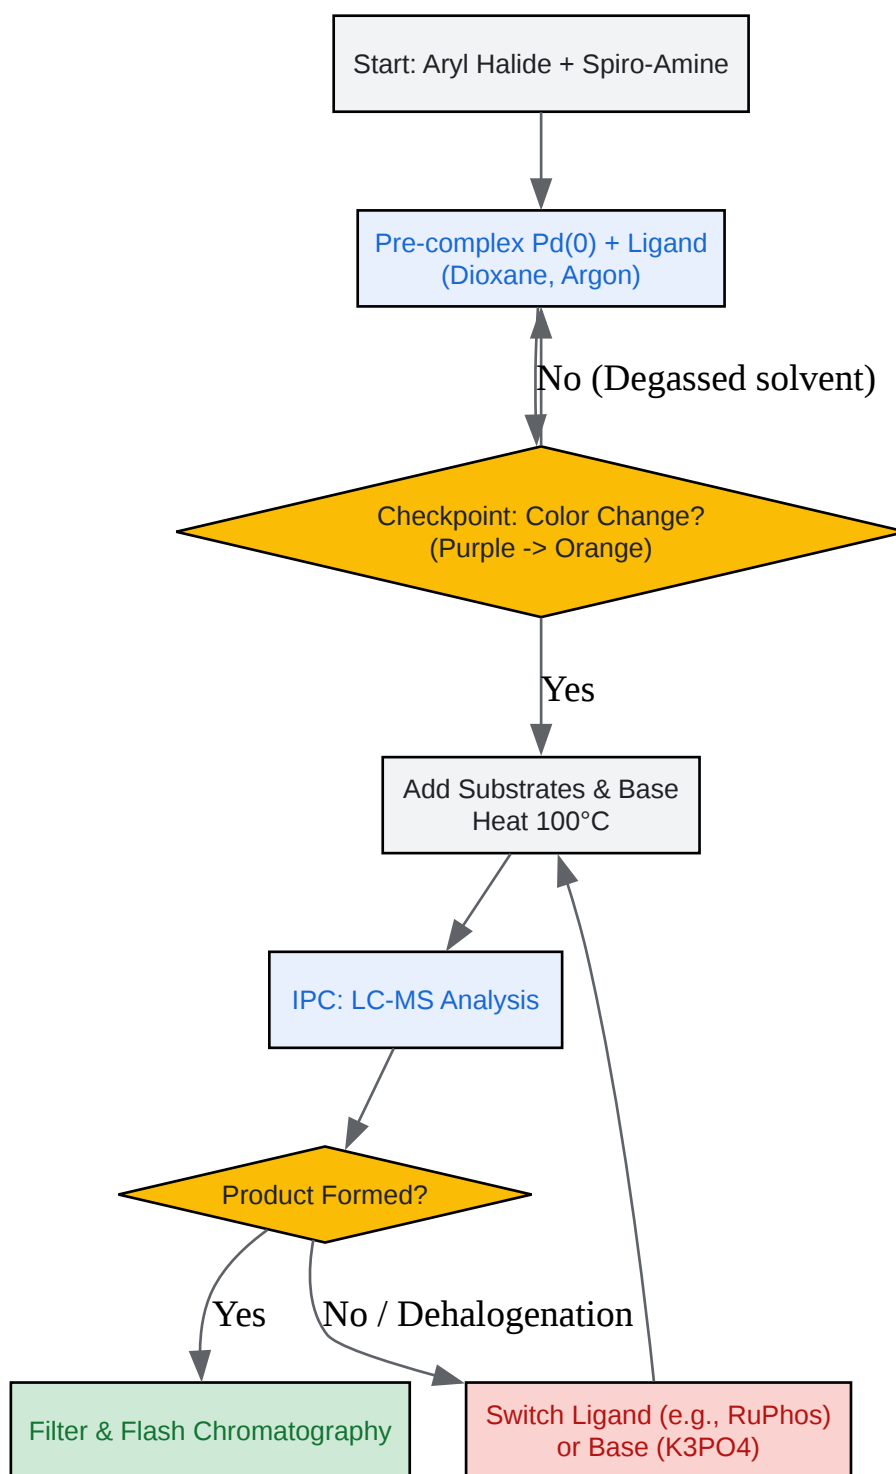 Start: Aryl Halide + Spiro-Amine
Pre-complex Pd(0) + Ligand
(Dioxane, Argon)
No (Degassed solvent)
Checkpoint: Color Change?
(Purple -> Orange)
Yes
Add Substrates & Base
Heat 100°C
IPC: LC-MS Analysis
Product Formed?
Yes
No / Dehalogenation
Filter & Flash Chromatography
Switch Ligand (e.g., RuPhos)
or Base (K3PO4)